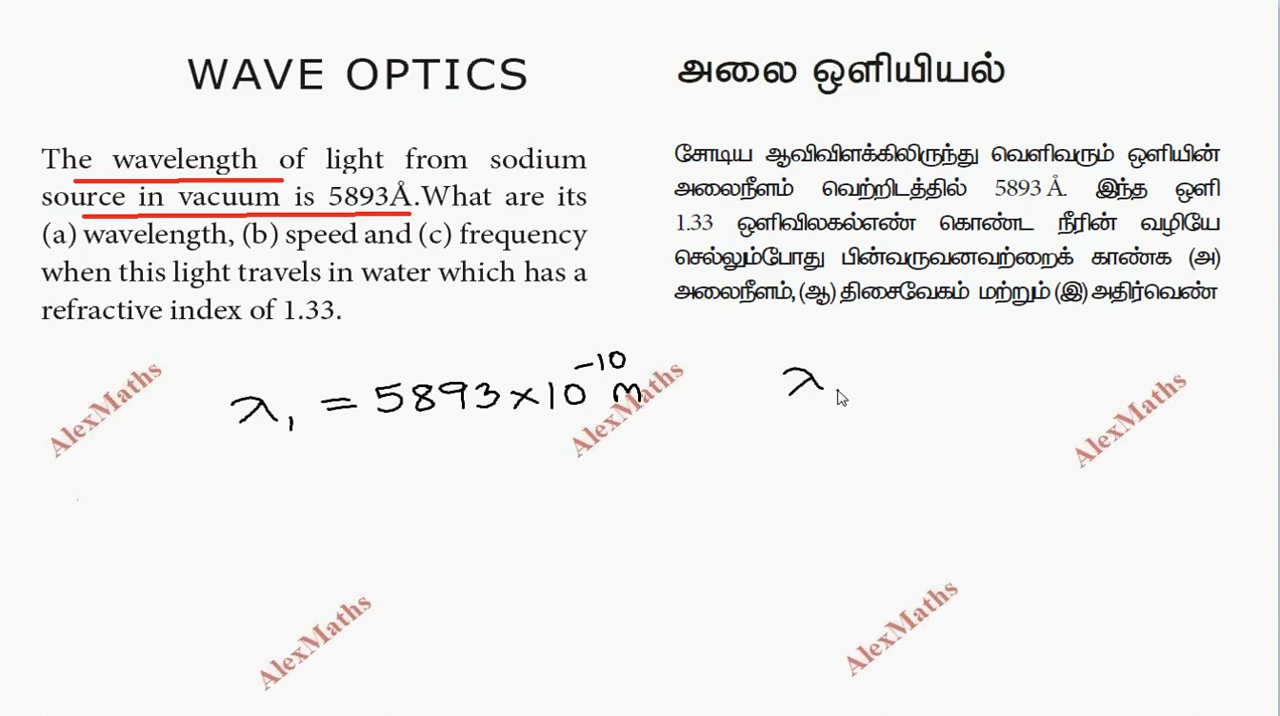 WAVE OPTICS
The wavelength of light from sodium
source in vacuum is 5893Å.What are its
(a) wavelength, (b) speed and (c) frequency
when this light travels in water which has a
refractive index of 1.33.
அலை ஒளியியல்
சோடிய ஆவிவிளக்கிலிருந்து வெளிவரும் ஒளியின்
அலைநீளம் வெற்றிடத்தில் 5893 Å. இந்த ஒளி
1.33 ஒளிவிலகல்எண் கொண்ட நீரின் வழியே
செல்லும்போது பின்வருவனவற்றைக் காண்க (அ)
அலைநீளம், (ஆ) திசைவேகம் மற்றும் (இ) அதிர்வெண்
λ₁ = 5893×10⁻¹⁰ m
λ
AlexMaths
AlexMaths
AlexMaths
AlexMaths
AlexMaths